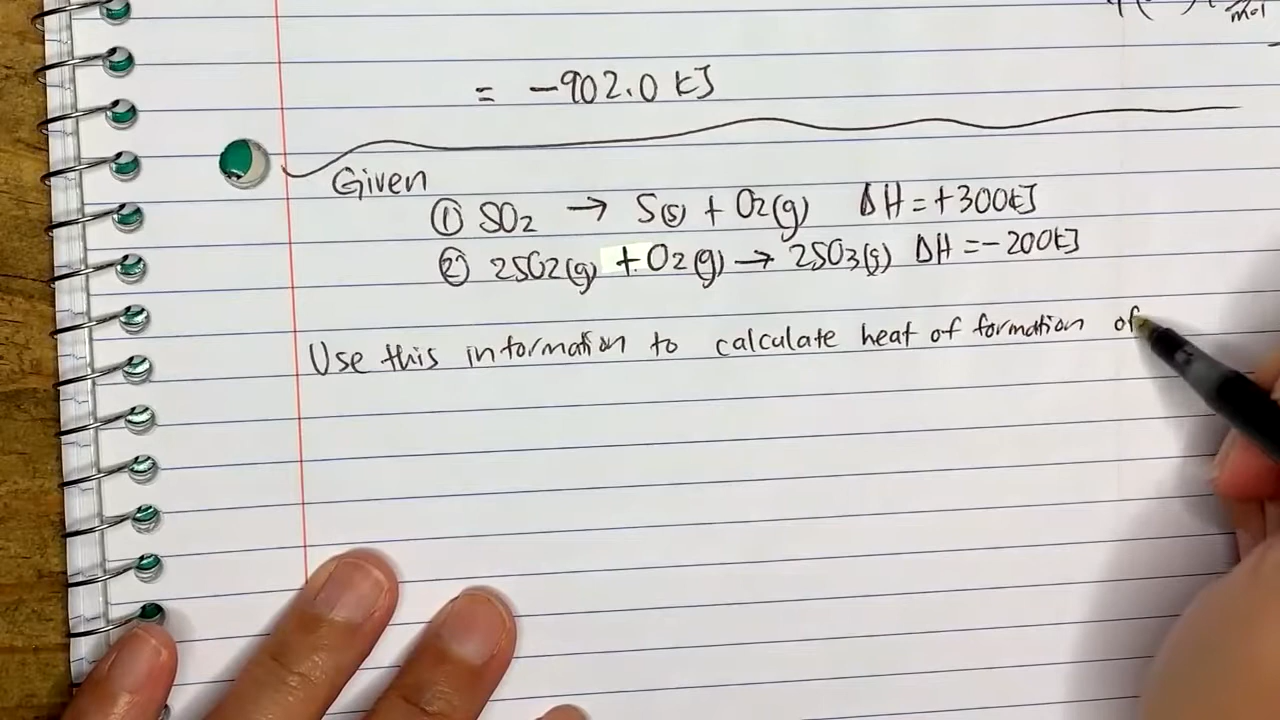 mol
= -902.0 kJ
Given
① SO2 → S(s) + O2(g) ΔH = +300kJ
② 2SO2(g) + O2(g) → 2SO3(g) ΔH = -200kJ
Use this information to calculate heat of formation of